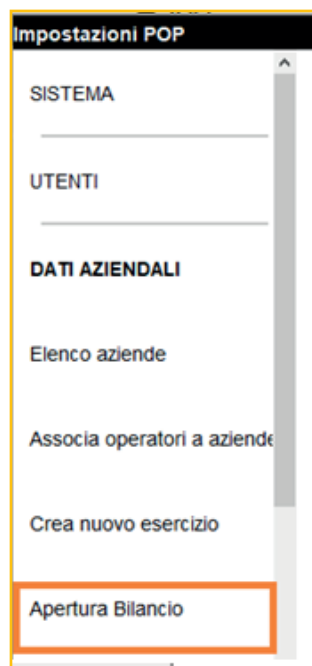 Impostazioni POP
SISTEMA
UTENTI
DATI AZIENDALI
Elenco aziende
Associa operatori a aziende
Crea nuovo esercizio
Apertura Bilancio